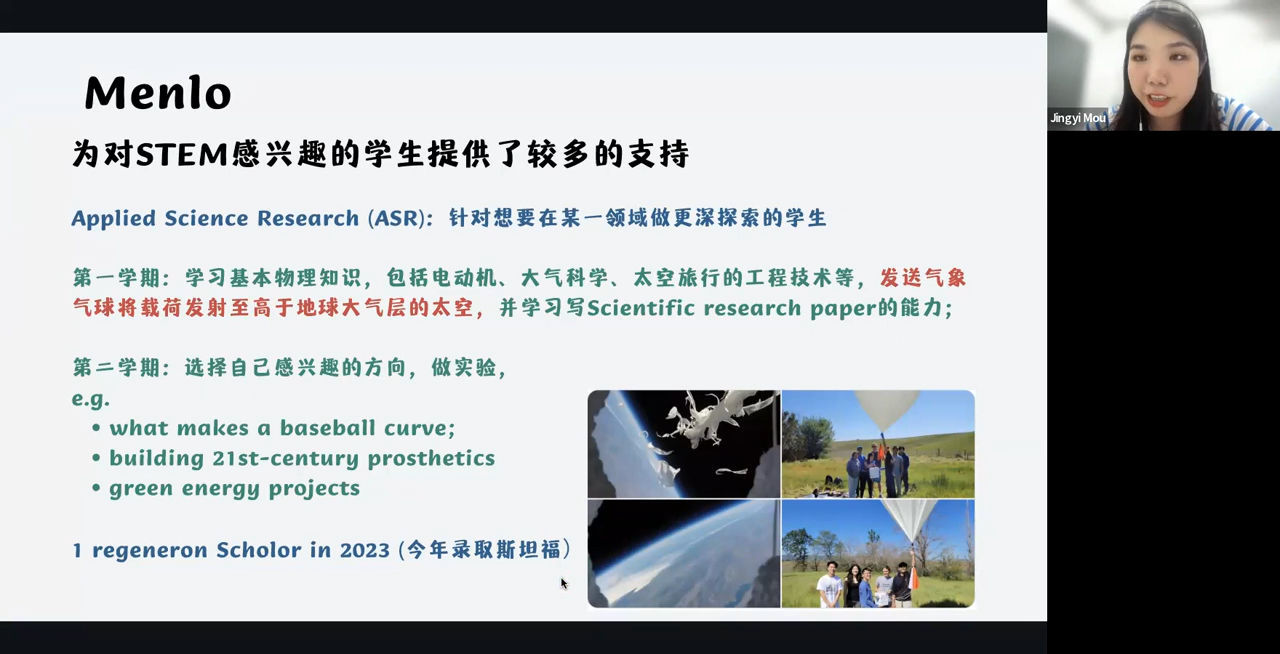 Menlo
为对STEM感兴趣的学生提供了较多的支持
Applied Science Research (ASR)：针对想要在某一领域做更深探索的学生
第一学期：学习基本物理知识，包括电动机、大气科学、太空旅行的工程技术等，发送气象
气球将载荷发射至高于地球大气层的太空，并学习写Scientific research paper的能力；
第二学期：选择自己感兴趣的方向，做实验，
e.g.
• what makes a baseball curve;
• building 21st-century prosthetics
• green energy projects
1 regeneron Scholor in 2023 (今年录取斯坦福）
Jingyi Mou